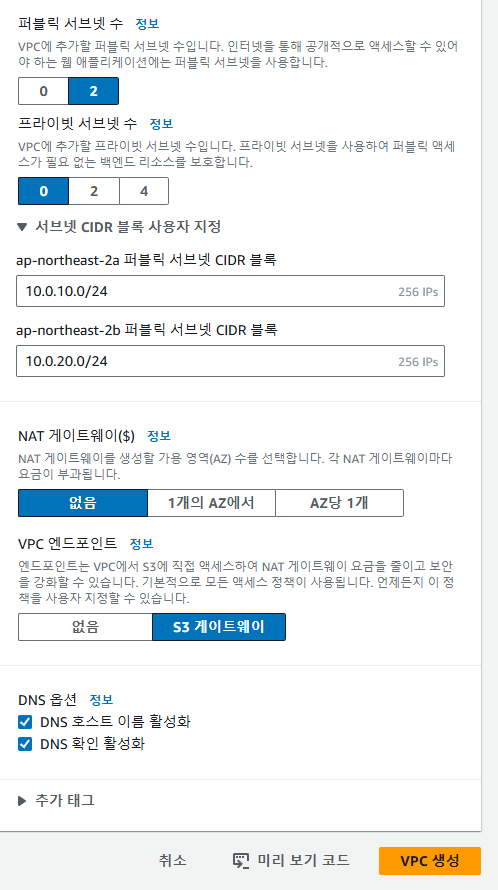 퍼블릭 서브넷 수 정보
VPC에 추가할 퍼블릭 서브넷 수입니다. 인터넷을 통해 공개적으로 액세스할 수 있어
야 하는 웹 애플리케이션에는 퍼블릭 서브넷을 사용합니다.
0 2
프라이빗 서브넷 수 정보
VPC에 추가할 프라이빗 서브넷 수입니다. 프라이빗 서브넷을 사용하여 퍼블릭 액세
스가 필요 없는 백엔드 리소스를 보호합니다.
0 2 4
서브넷 CIDR 블록 사용자 지정
ap-northeast-2a 퍼블릭 서브넷 CIDR 블록
10.0.10.0/24 256 IPs
ap-northeast-2b 퍼블릭 서브넷 CIDR 블록
10.0.20.0/24 256 IPs
NAT 게이트웨이($) 정보
NAT 게이트웨이를 생성할 가용 영역(AZ) 수를 선택합니다. 각 NAT 게이트웨이마다
요금이 부과됩니다.
없음 1개의 AZ에서 AZ당 1개
VPC 엔드포인트 정보
엔드포인트는 VPC에서 S3에 직접 액세스하여 NAT 게이트웨이 요금을 줄이고 보안
을 강화할 수 있습니다. 기본적으로 모든 액세스 정책이 사용됩니다. 언제든지 이 정
책을 사용자 지정할 수 있습니다.
없음 S3 게이트웨이
DNS 옵션 정보
DNS 호스트 이름 활성화
DNS 확인 활성화
추가 태그
취소 미리 보기 코드 VPC 생성